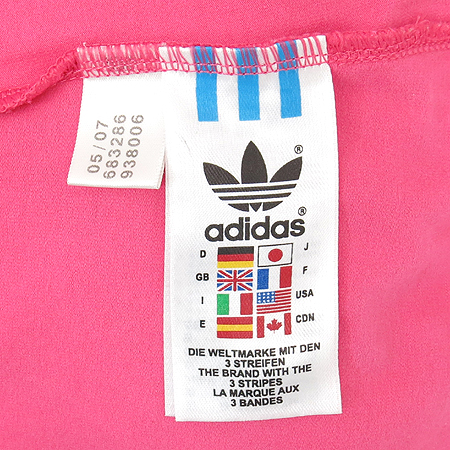 05/07
683286
938006
®
adidas®
D J
GB F
I USA
E CDN
DIE WELTMARKE MIT DEN
3 STREIFEN
THE BRAND WITH THE
3 STRIPES
LA MARQUE AUX
3 BANDES